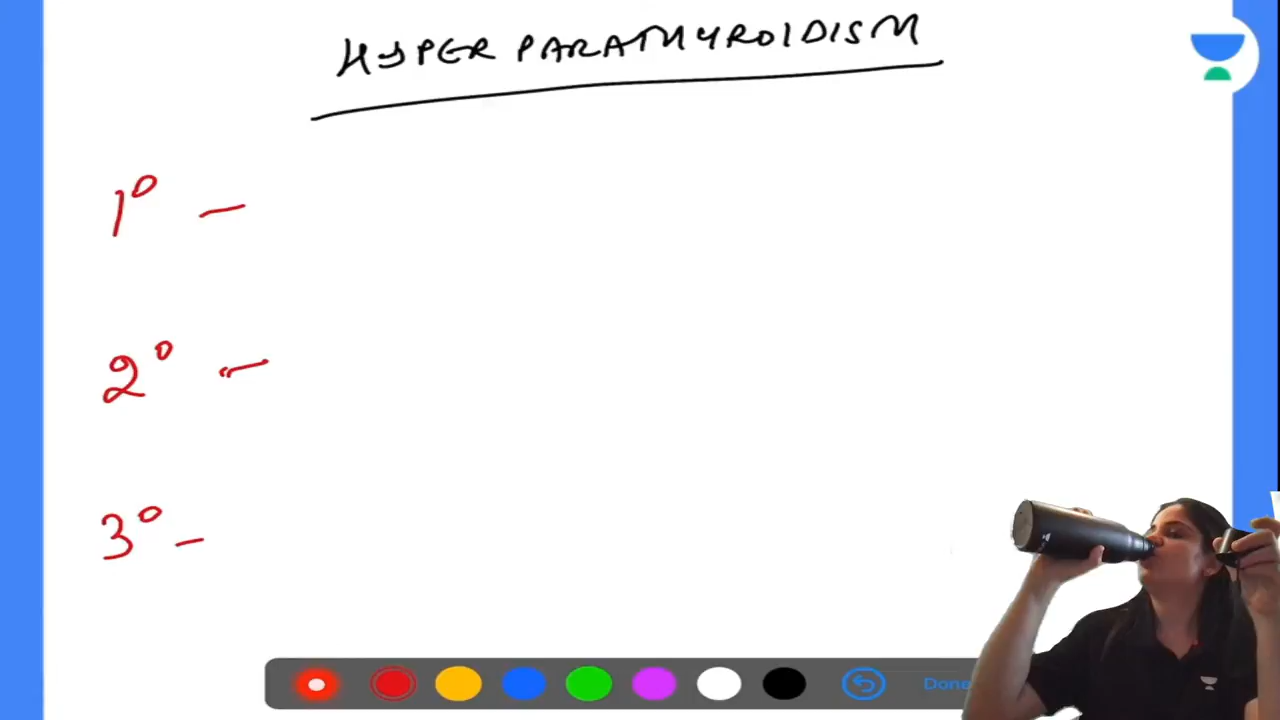 HYPER PARATHYROIDISM
1° -
2° -
3° -
Done